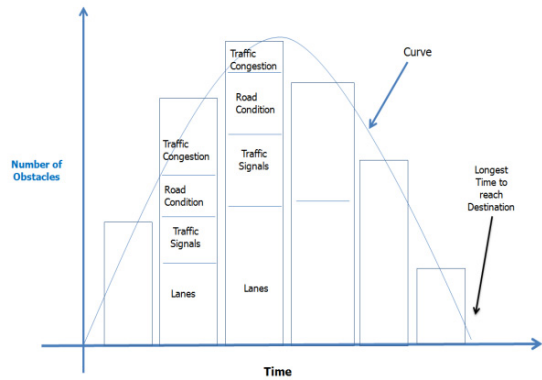 Traffic
Congestion
Road
Condition
Traffic
Signals
Lanes
Traffic
Congestion
Road
Condition
Traffic
Signals
Lanes
Curve
Number of
Obstacles
Longest
Time to
reach
Destination
Time